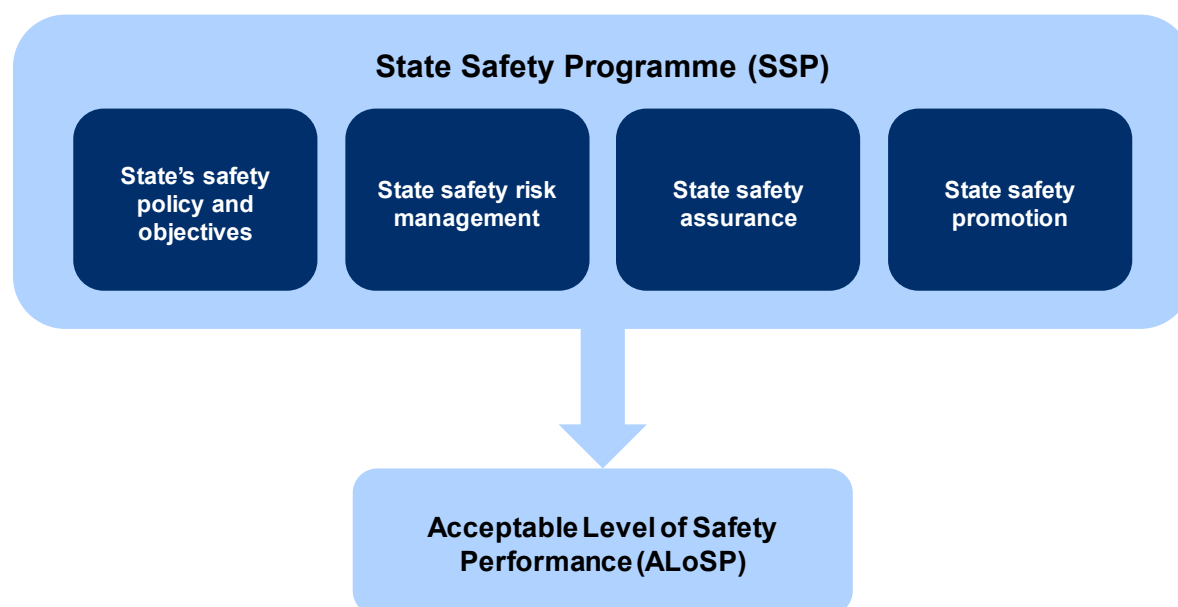 State Safety Programme (SSP)
State's safety
policy and
objectives
State safety risk
management
State safety
assurance
State safety
promotion
Acceptable Level of Safety
Performance (ALoSP)